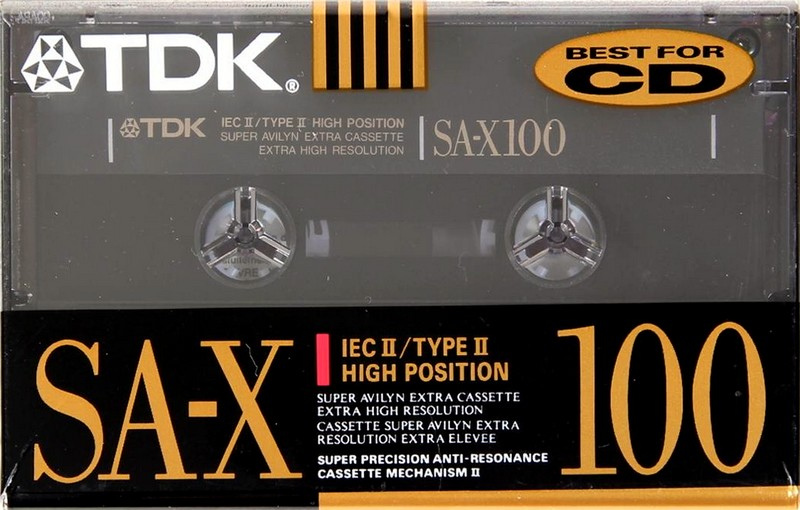 TDK®
BEST FOR
CD
TDK
IEC II/TYPE II HIGH POSITION
SUPER AVILYN EXTRA CASSETTE
EXTRA HIGH RESOLUTION
SA-X100
SA-X
IEC II/TYPE II
HIGH POSITION
SUPER AVILYN EXTRA CASSETTE
EXTRA HIGH RESOLUTION
CASSETTE SUPER AVILYN EXTRA
RESOLUTION EXTRA ELEVEE
SUPER PRECISION ANTI-RESONANCE
CASSETTE MECHANISM II
100